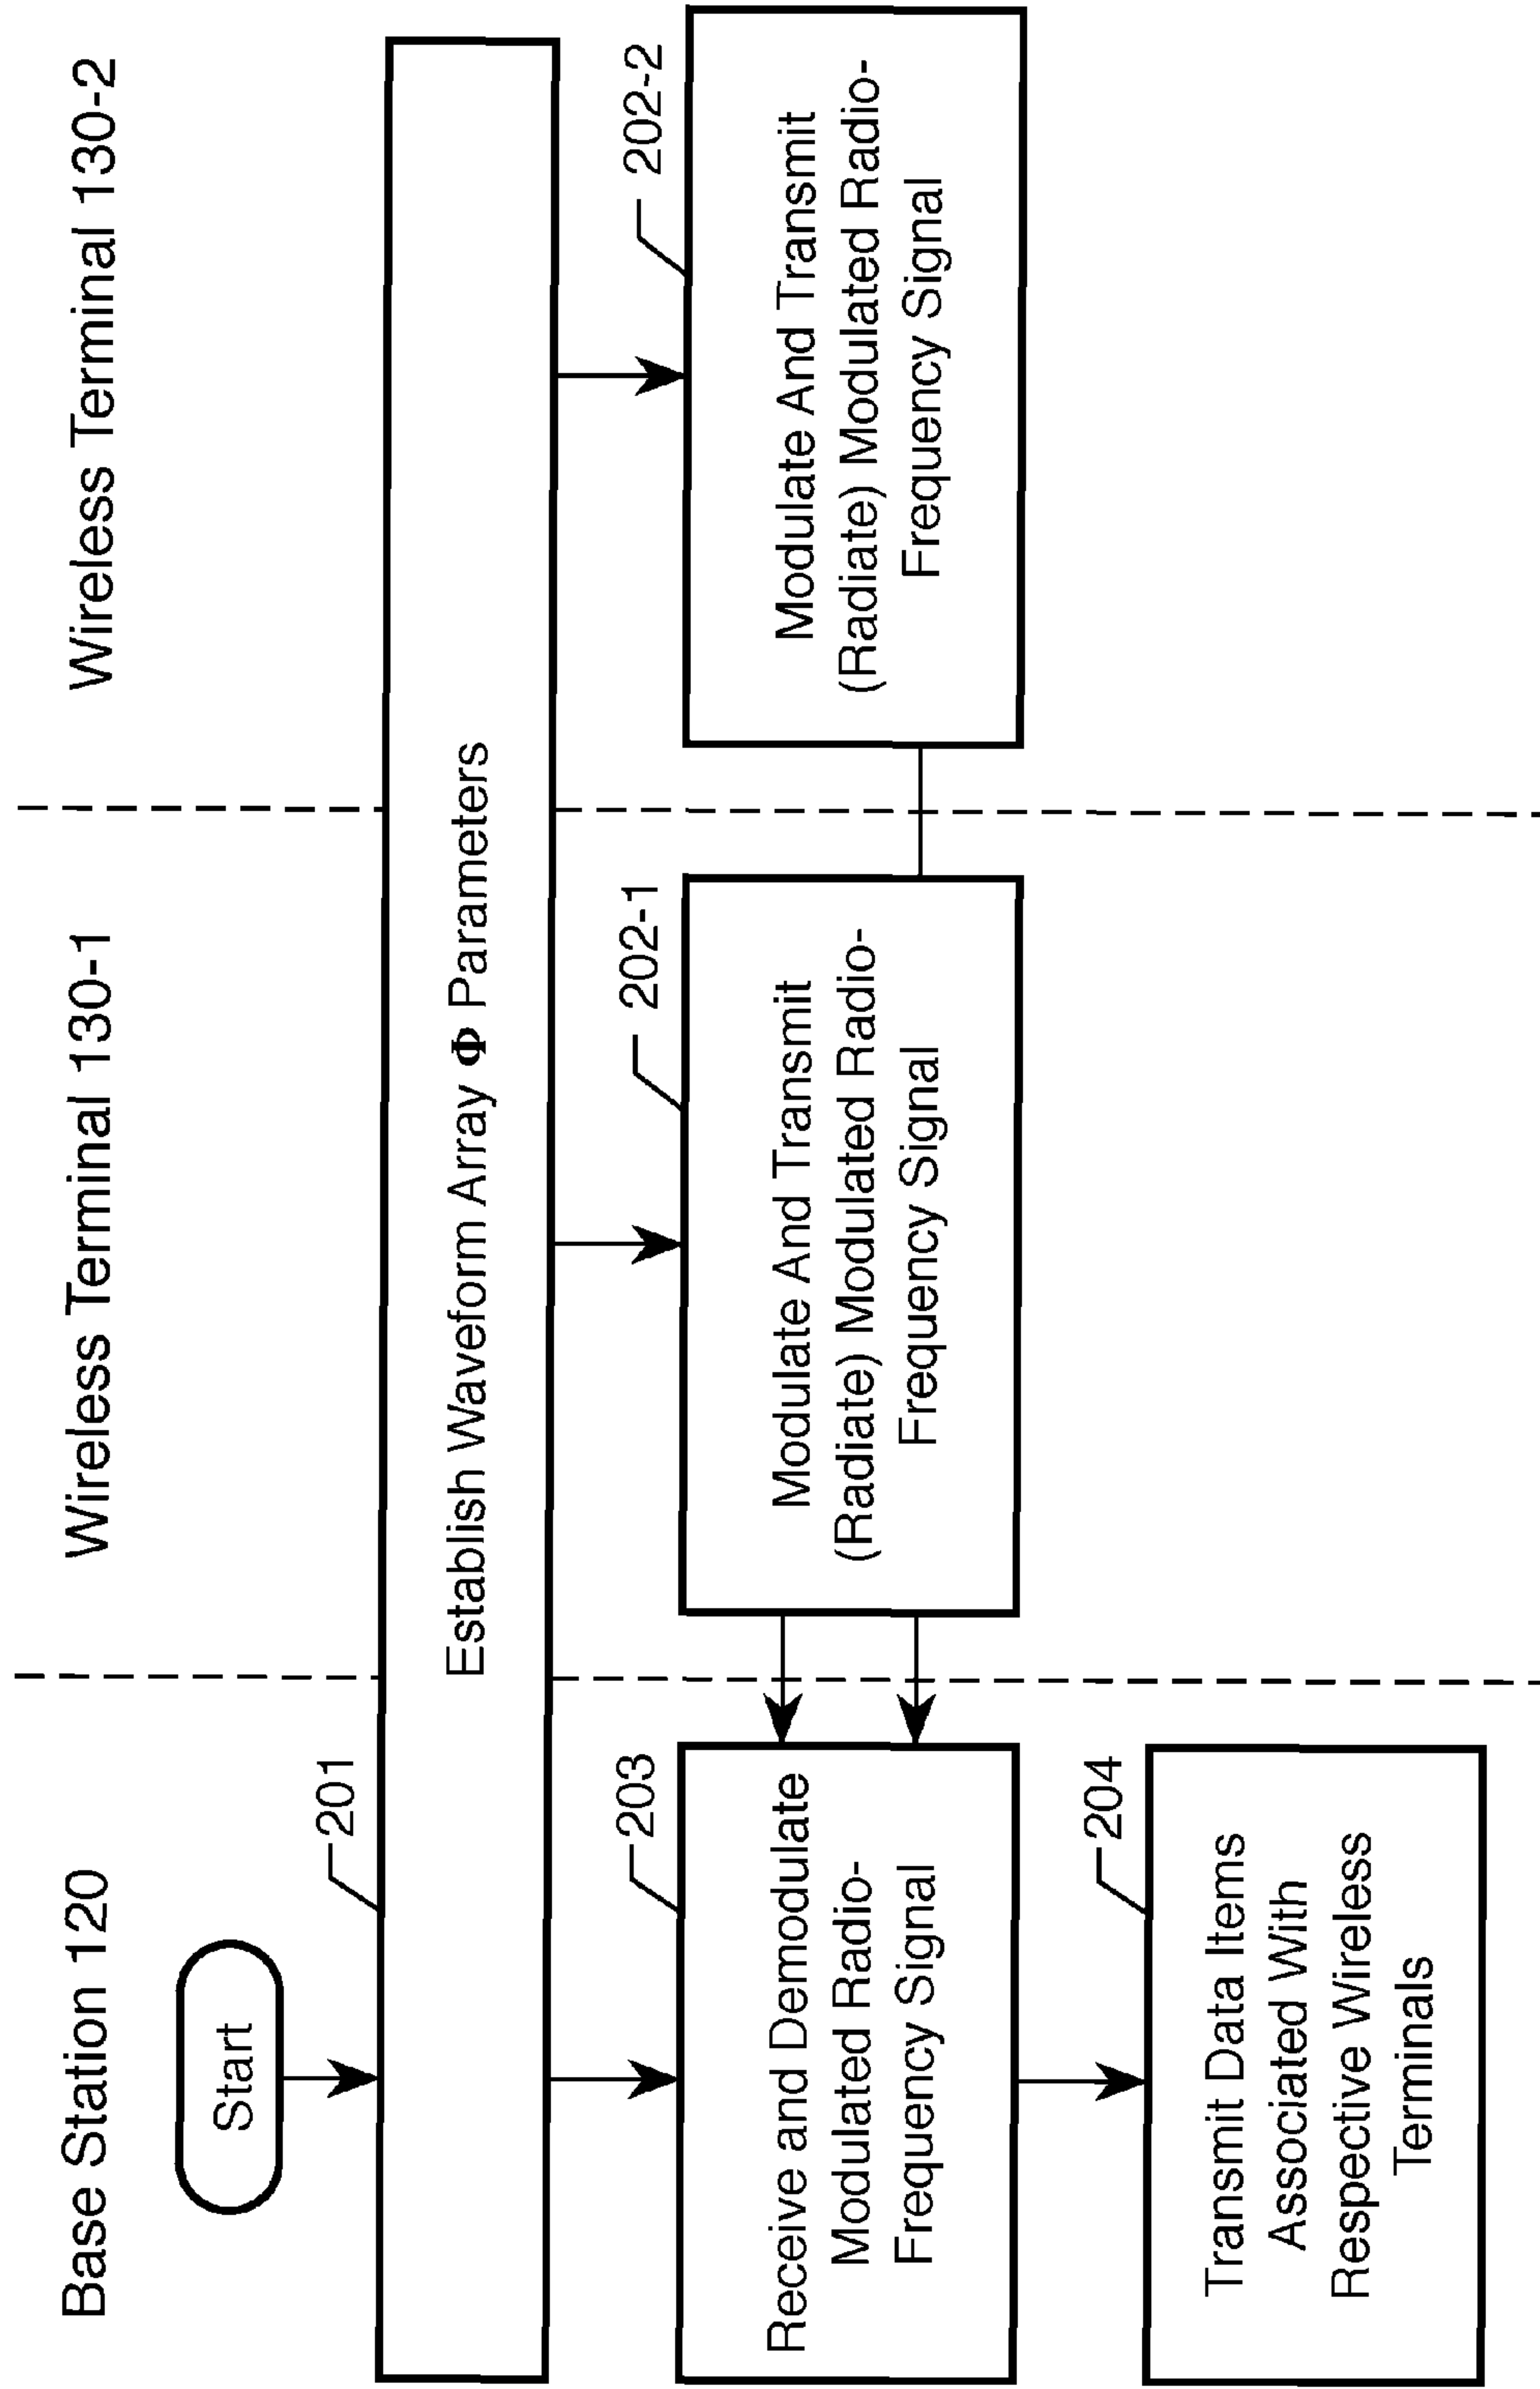 Base Station 120
Wireless Terminal 130-1
Wireless Terminal 130-2
Start
201
Establish Waveform Array Φ Parameters
203
202-1
202-2
Receive and Demodulate
Modulated Radio-
Frequency Signal
Modulate And Transmit
(Radiate) Modulated Radio-
Frequency Signal
Modulate And Transmit
(Radiate) Modulated Radio-
Frequency Signal
204
Transmit Data Items
Associated With
Respective Wireless
Terminals